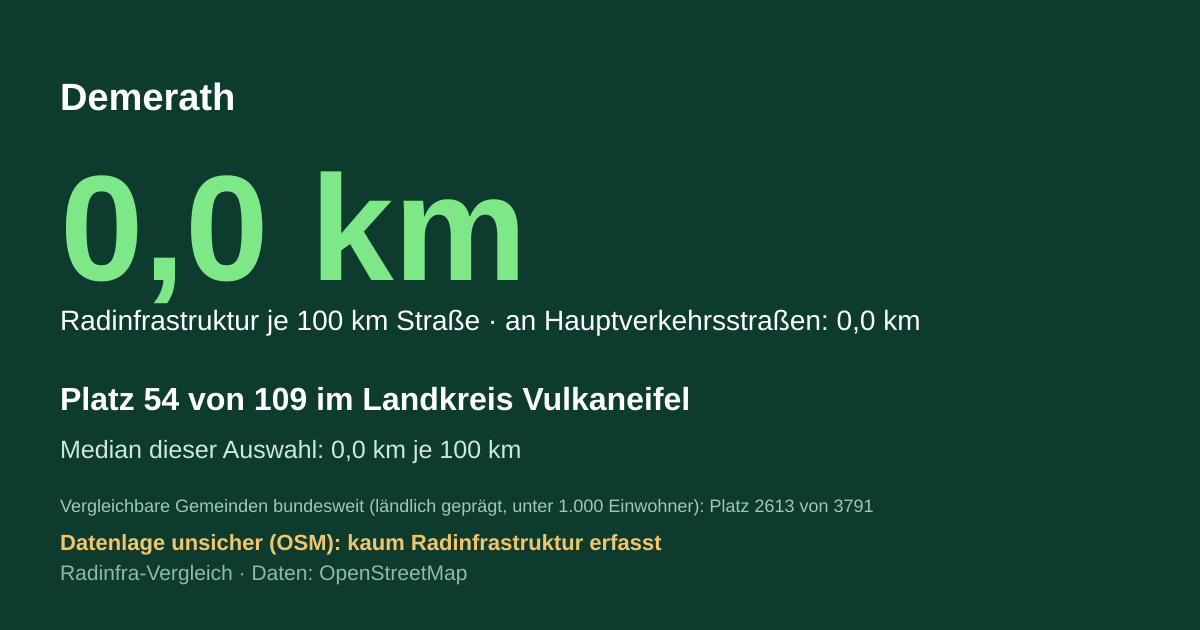 Demerath
0,0 km
Radinfrastruktur je 100 km Straße · an Hauptverkehrsstraßen: 0,0 km
Platz 54 von 109 im Landkreis Vulkaneifel
Median dieser Auswahl: 0,0 km je 100 km
Vergleichbare Gemeinden bundesweit (ländlich geprägt, unter 1.000 Einwohner): Platz 2613 von 3791
Datenlage unsicher (OSM): kaum Radinfrastruktur erfasst
Radinfra-Vergleich · Daten: OpenStreetMap